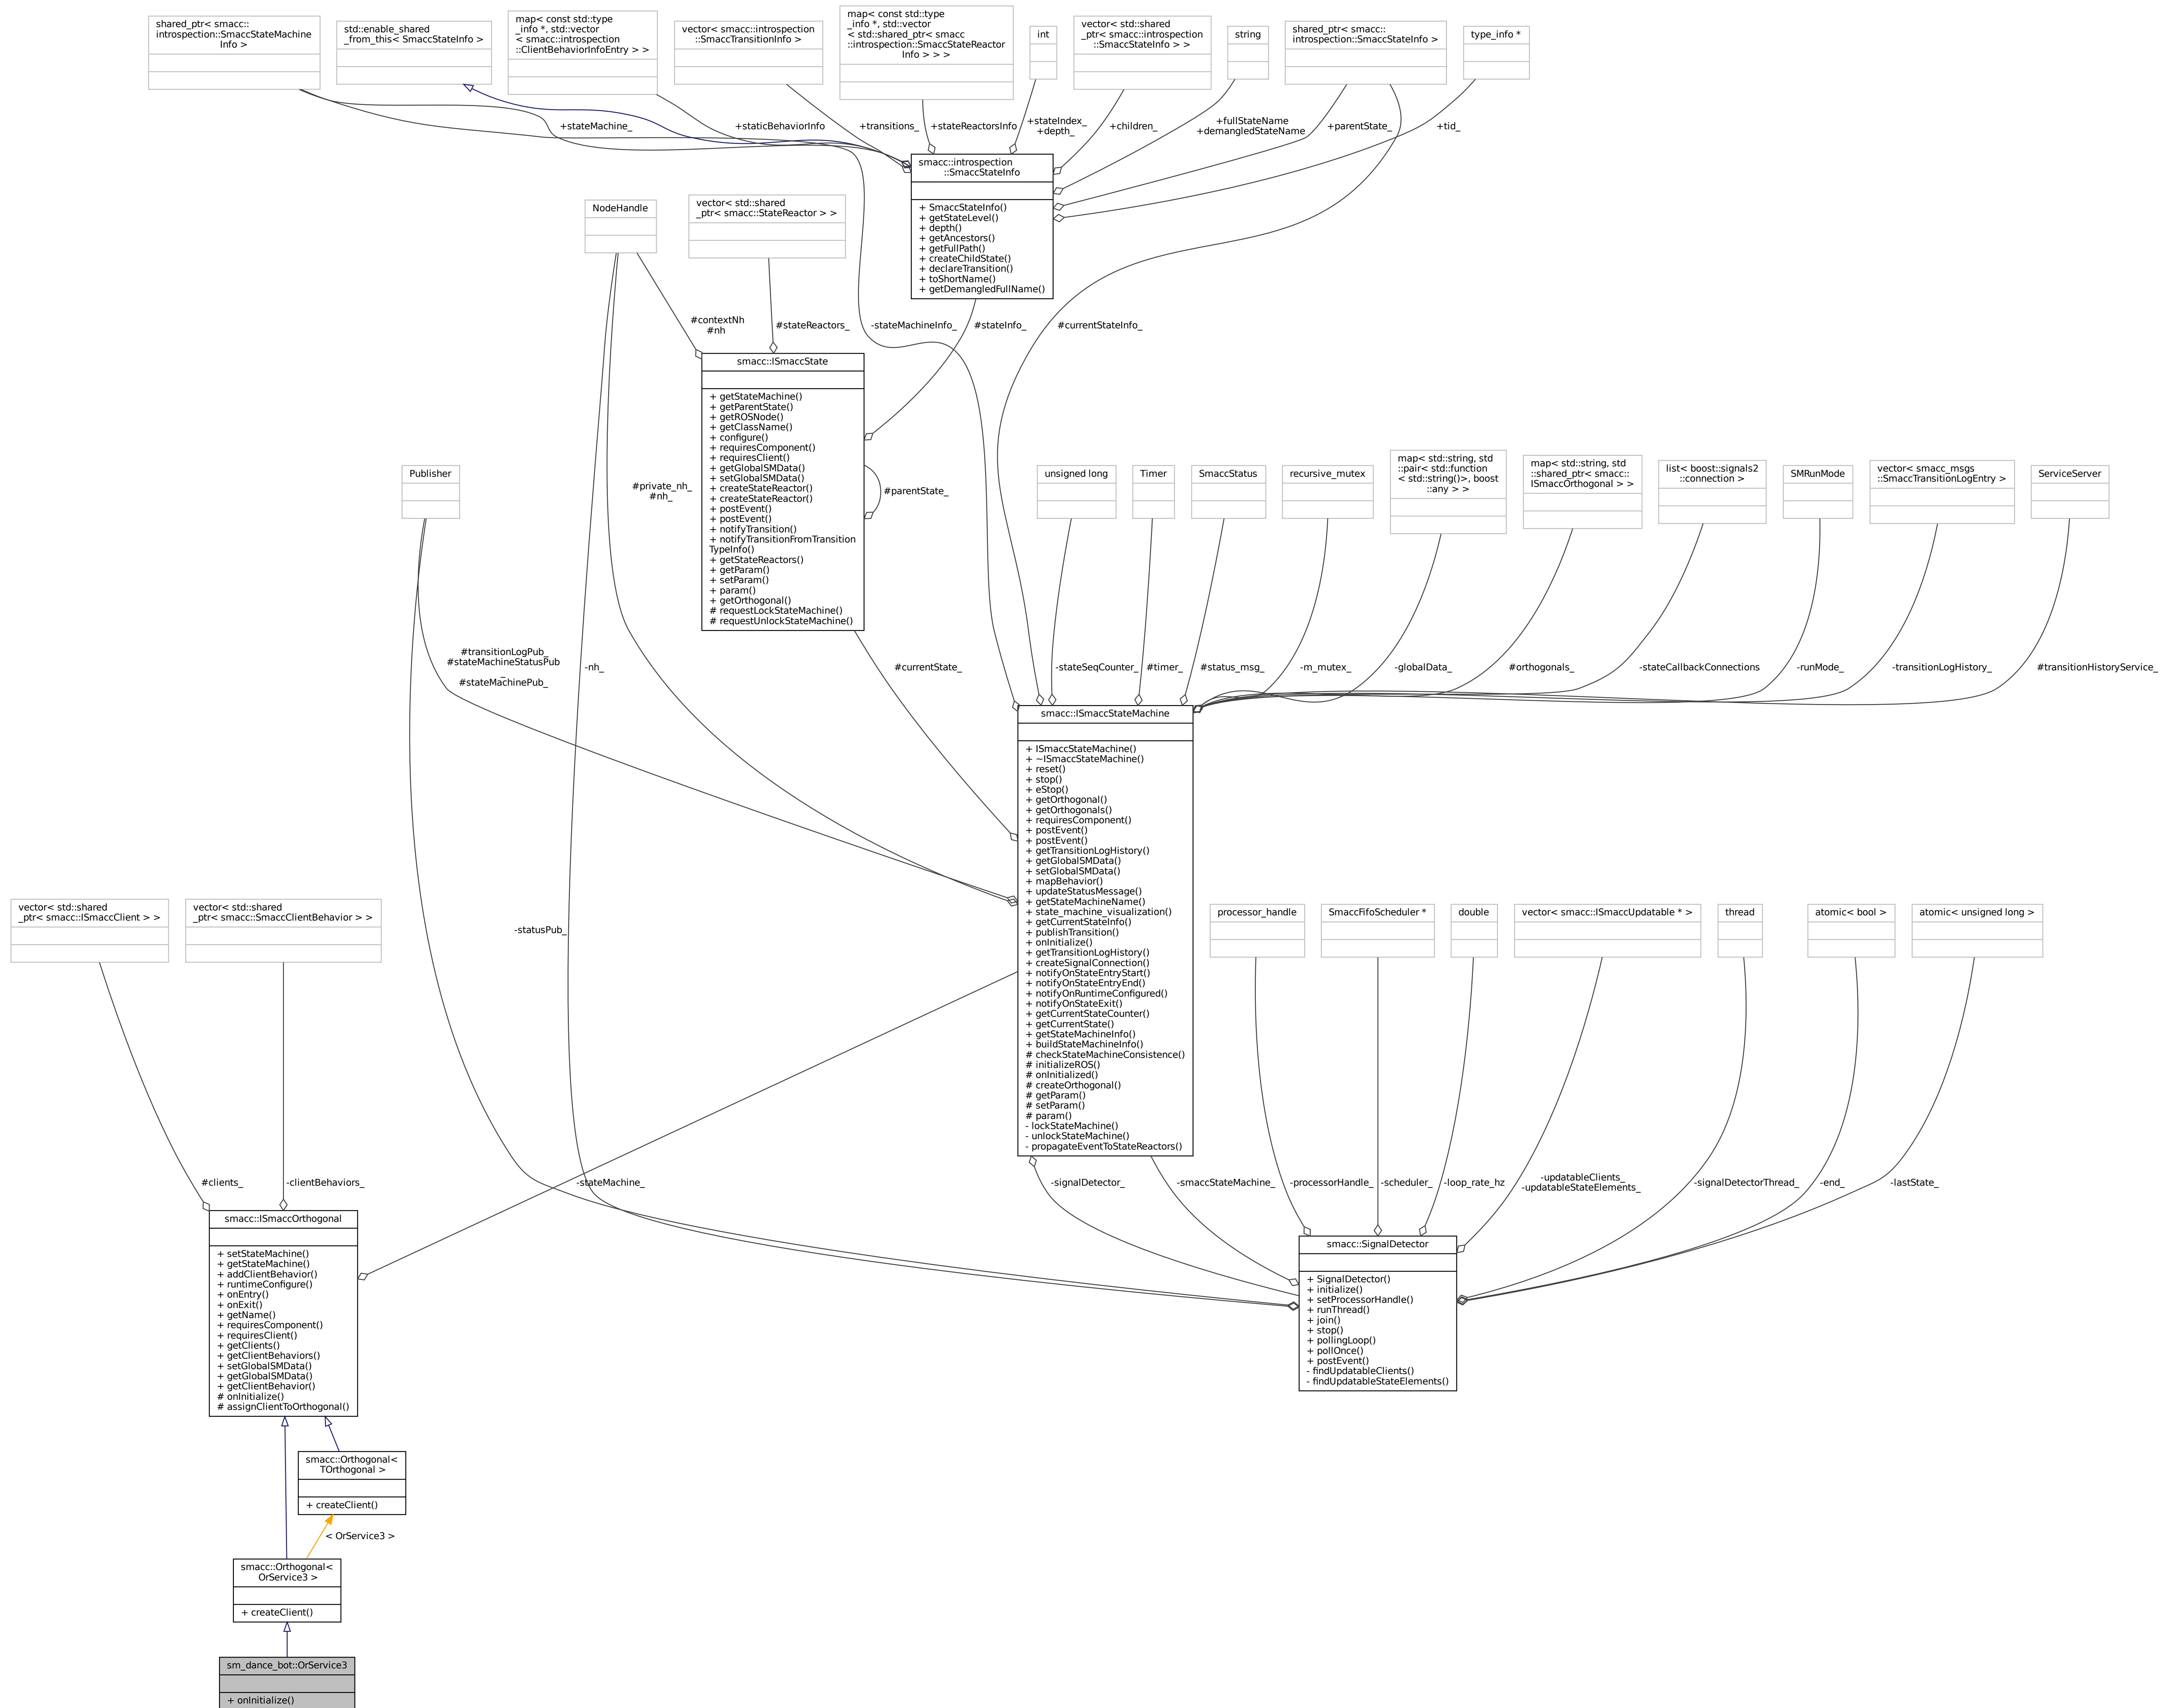 shared_ptr< smacc::
introspection::SmaccStateMachine
Info >
std::enable_shared
_from_this< SmaccStateInfo >
map< const std::type
_info *, std::vector
< smacc::introspection
::ClientBehaviorInfoEntry > >
vector< smacc::introspection
::SmaccTransitionInfo >
map< const std::type
_info *, std::vector
< std::shared_ptr< smacc
::introspection::SmaccStateReactor
Info > > >
int
vector< std::shared
_ptr< smacc::introspection
::SmaccStateInfo > >
string
shared_ptr< smacc::
introspection::SmaccStateInfo >
type_info *
+stateMachine_
+staticBehaviorInfo
+transitions_
+stateReactorsInfo
+stateIndex_
+depth_
+children_
+fullStateName
+demangledStateName
+parentState_
+tid_
smacc::introspection
::SmaccStateInfo
+ SmaccStateInfo()
+ getStateLevel()
+ depth()
+ getAncestors()
+ getFullPath()
+ createChildState()
+ declareTransition()
+ toShortName()
+ getDemangledFullName()
NodeHandle
vector< std::shared
_ptr< smacc::StateReactor > >
#contextNh
#nh
#stateReactors_
-stateMachineInfo_
#stateInfo_
#currentStateInfo_
smacc::ISmaccState
+ getStateMachine()
+ getParentState()
+ getROSNode()
+ getClassName()
+ configure()
+ requiresComponent()
+ requiresClient()
+ getGlobalSMData()
+ setGlobalSMData()
+ createStateReactor()
+ createStateReactor()
+ postEvent()
+ postEvent()
+ notifyTransition()
+ notifyTransitionFromTransition
TypeInfo()
+ getStateReactors()
+ getParam()
+ setParam()
+ param()
+ getOrthogonal()
# requestLockStateMachine()
# requestUnlockStateMachine()
#parentState_
Publisher
#private_nh_
#nh_
unsigned long
Timer
SmaccStatus
recursive_mutex
map< std::string, std
::pair< std::function
< std::string()>, boost
::any > >
map< std::string, std
::shared_ptr< smacc::
ISmaccOrthogonal > >
list< boost::signals2
::connection >
SMRunMode
vector< smacc_msgs
::SmaccTransitionLogEntry >
ServiceServer
#transitionLogPub_
#stateMachineStatusPub
_
#stateMachinePub_
-nh_
#currentState_
-stateSeqCounter_
#timer_
#status_msg_
-m_mutex_
-globalData_
#orthogonals_
-stateCallbackConnections
-runMode_
-transitionLogHistory_
#transitionHistoryService_
smacc::ISmaccStateMachine
+ ISmaccStateMachine()
+ ~ISmaccStateMachine()
+ reset()
+ stop()
+ eStop()
+ getOrthogonal()
+ getOrthogonals()
+ requiresComponent()
+ postEvent()
+ postEvent()
+ getTransitionLogHistory()
+ getGlobalSMData()
+ setGlobalSMData()
+ mapBehavior()
+ updateStatusMessage()
+ getStateMachineName()
+ state_machine_visualization()
+ getCurrentStateInfo()
+ publishTransition()
+ onInitialize()
+ getTransitionLogHistory()
+ createSignalConnection()
+ notifyOnStateEntryStart()
+ notifyOnStateEntryEnd()
+ notifyOnRuntimeConfigured()
+ notifyOnStateExit()
+ getCurrentStateCounter()
+ getCurrentState()
+ getStateMachineInfo()
+ buildStateMachineInfo()
# checkStateMachineConsistence()
# initializeROS()
# onInitialized()
# createOrthogonal()
# getParam()
# setParam()
# param()
- lockStateMachine()
- unlockStateMachine()
- propagateEventToStateReactors()
vector< std::shared
_ptr< smacc::ISmaccClient > >
vector< std::shared
_ptr< smacc::SmaccClientBehavior > >
-statusPub_
processor_handle
SmaccFifoScheduler *
double
vector< smacc::ISmaccUpdatable * >
thread
atomic< bool >
atomic< unsigned long >
#clients_
-clientBehaviors_
-stateMachine_
-signalDetector_
-smaccStateMachine_
-processorHandle_
-scheduler_
-loop_rate_hz
-updatableClients_
-updatableStateElements_
-signalDetectorThread_
-end_
-lastState_
smacc::ISmaccOrthogonal
+ setStateMachine()
+ getStateMachine()
+ addClientBehavior()
+ runtimeConfigure()
+ onEntry()
+ onExit()
+ getName()
+ requiresComponent()
+ requiresClient()
+ getClients()
+ getClientBehaviors()
+ setGlobalSMData()
+ getGlobalSMData()
+ getClientBehavior()
# onInitialize()
# assignClientToOrthogonal()
smacc::SignalDetector
+ SignalDetector()
+ initialize()
+ setProcessorHandle()
+ runThread()
+ join()
+ stop()
+ pollingLoop()
+ pollOnce()
+ postEvent()
- findUpdatableClients()
- findUpdatableStateElements()
smacc::Orthogonal<
TOrthogonal >
+ createClient()
< OrService3 >
smacc::Orthogonal<
OrService3 >
+ createClient()
sm_dance_bot::OrService3
+ onInitialize()